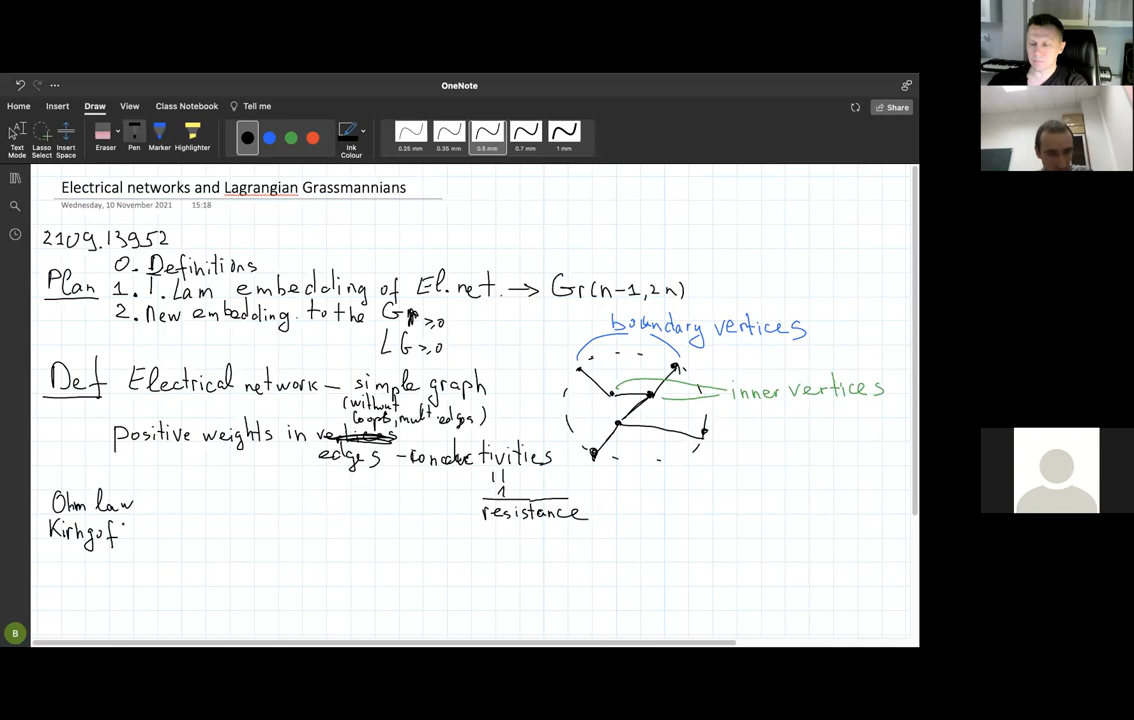 OneNote
Home Insert Draw View Class Notebook Tell me
Share
Text Mode
Lasso Select
Insert Space
Eraser
Pen
Marker
Highlighter
Ink Colour
0.25 mm
0.35 mm
0.5 mm
0.7 mm
1 mm
Electrical networks and Lagrangian Grassmannians
Wednesday, 10 November 2021 15:18
2109.13952
0. Definitions
Plan 1. T. Lam embedding of El. net. → Gr(n-1, 2n)
2. New embedding to the Gr ≥0
LG ≥0
boundary vertices
inner vertices
Def Electrical network – simple graph
(without
loops, mult. edges)
positive weights in
edges – conductivities
1
resistance
Ohm law
Kirhgof
B